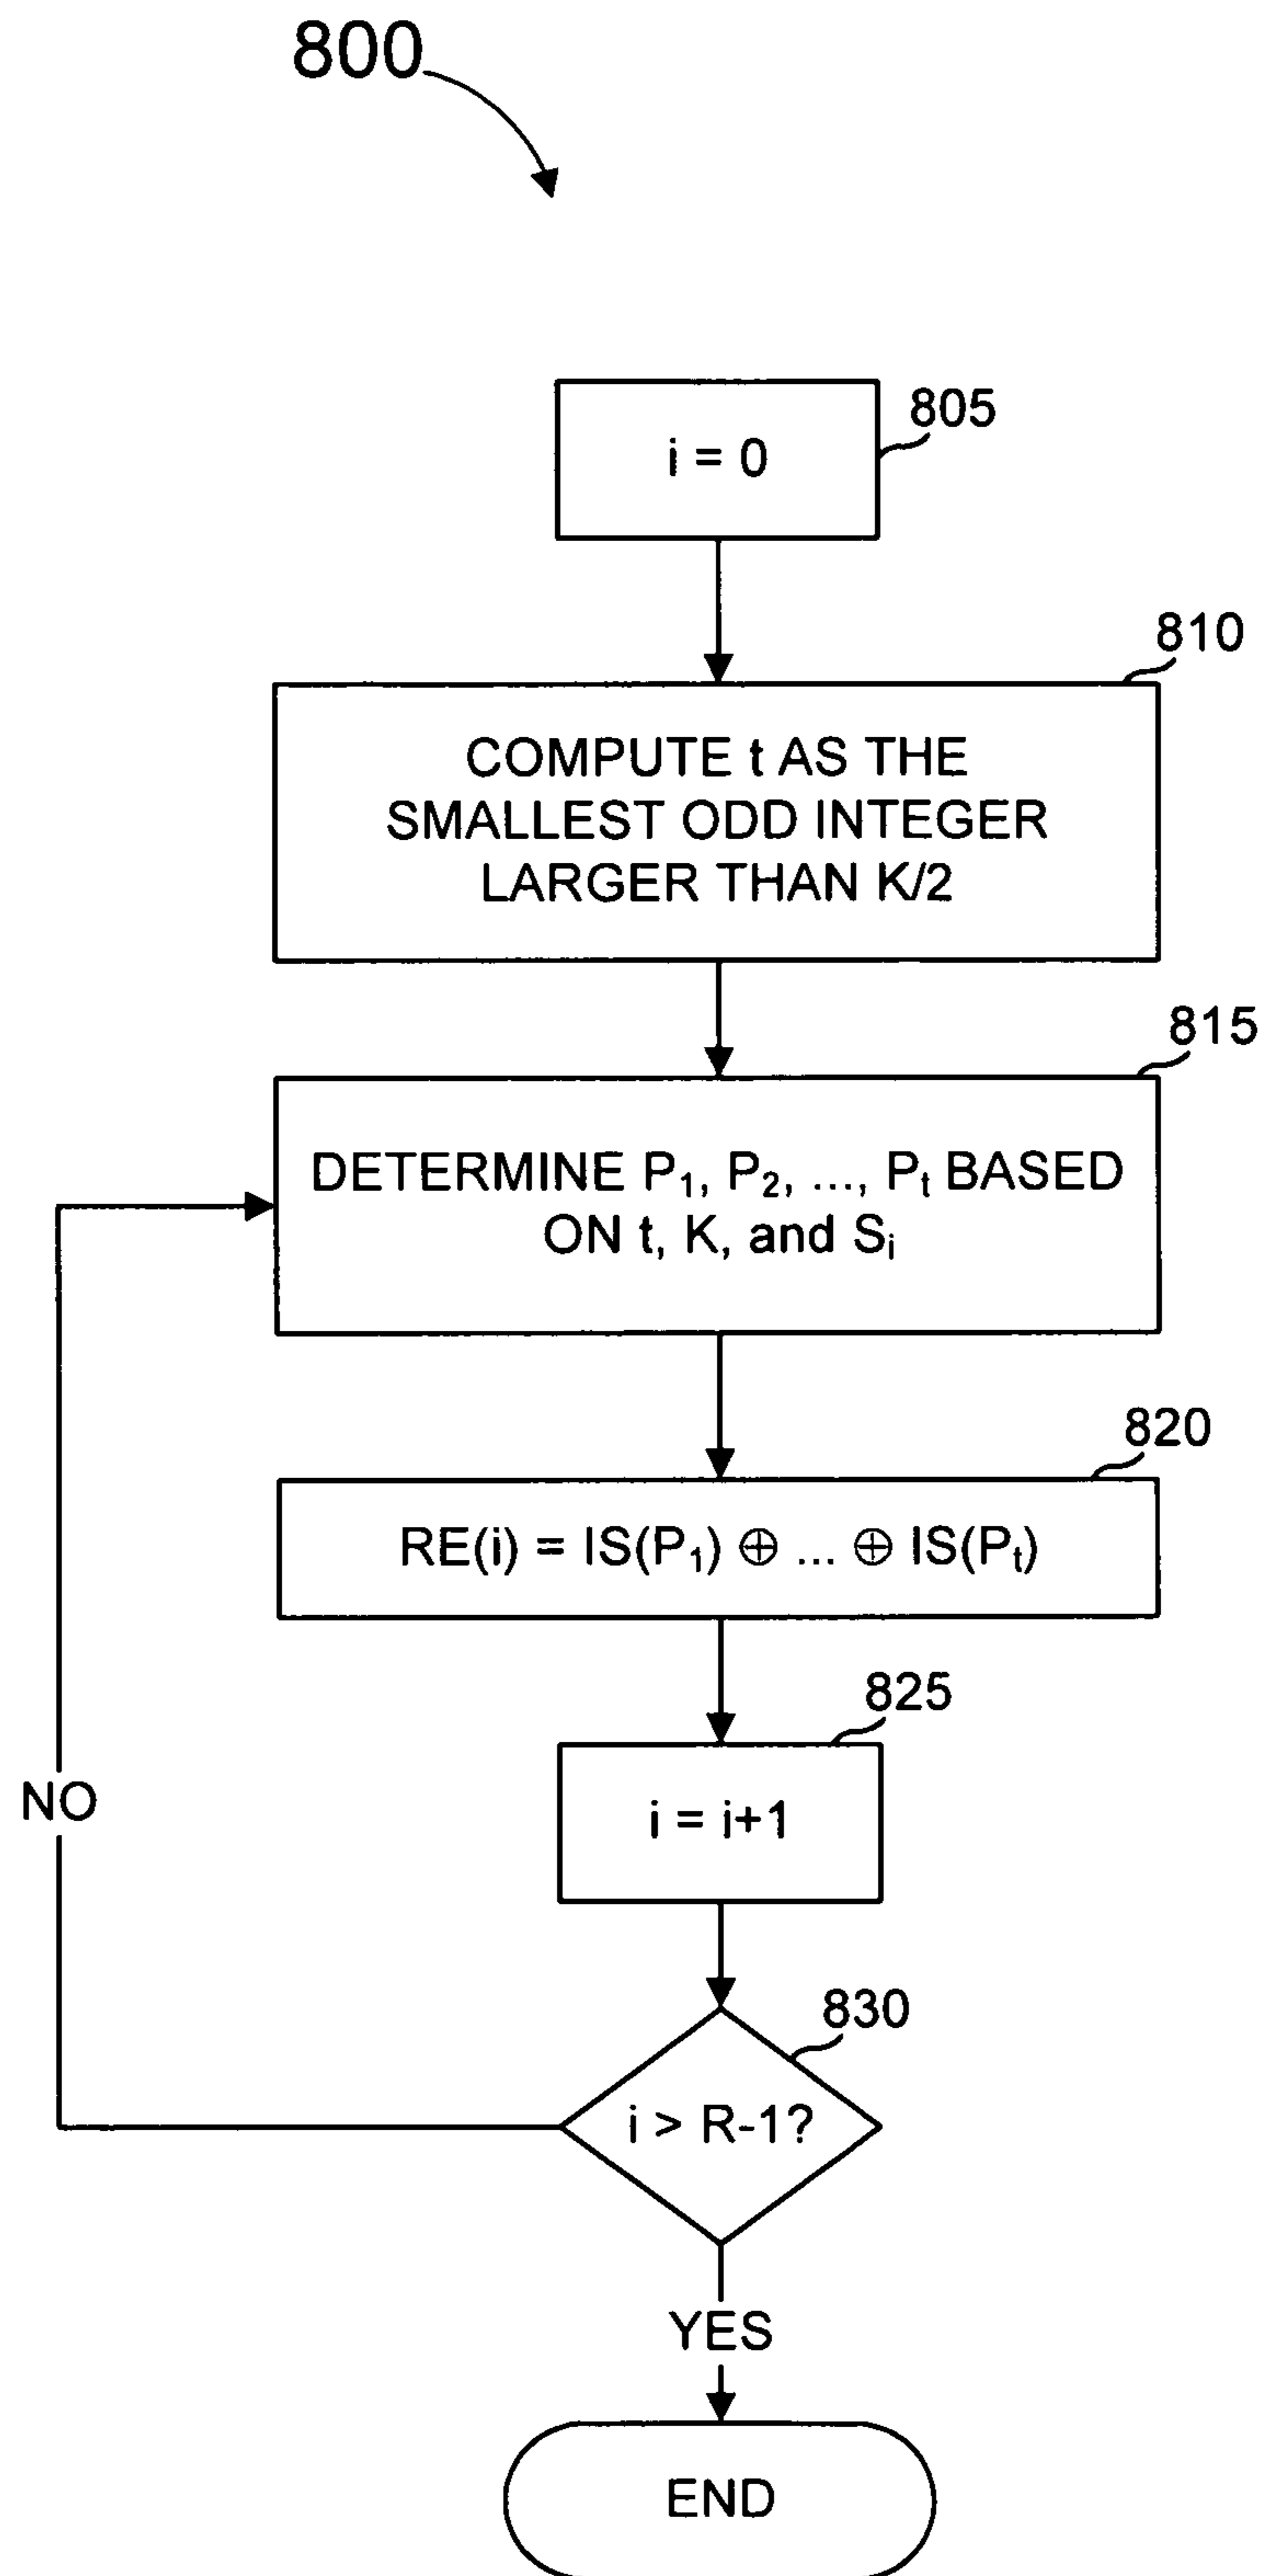 800
805
i = 0
810
COMPUTE t AS THE
SMALLEST ODD INTEGER
LARGER THAN K/2
815
DETERMINE P₁, P₂, ..., Pₜ BASED
ON t, K, and Sᵢ
820
RE(i) = IS(P₁) ⊕ ... ⊕ IS(Pₜ)
825
i = i+1
NO
830
i > R-1?
YES
END